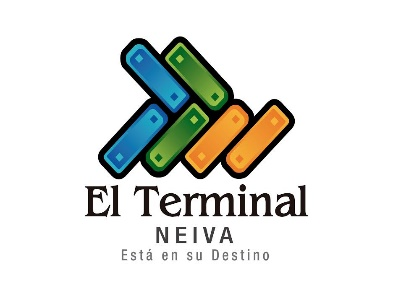 El Terminal
NEIVA
Está en su Destino